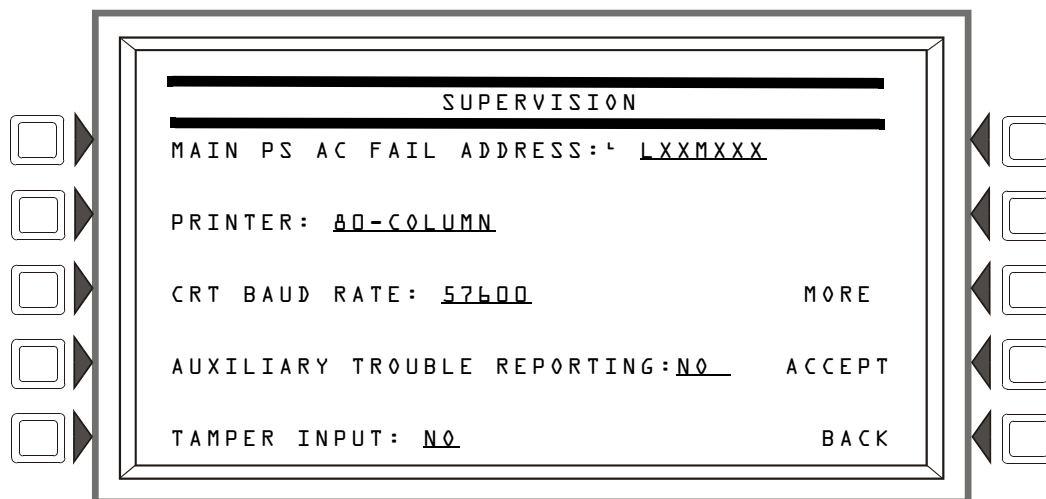 SUPERVISION
MAIN PS AC FAIL ADDRESS:L LXXMXXX
PRINTER: 80-COLUMN
CRT BAUD RATE: 57600 MORE
AUXILIARY TROUBLE REPORTING:NO ACCEPT
TAMPER INPUT: NO BACK